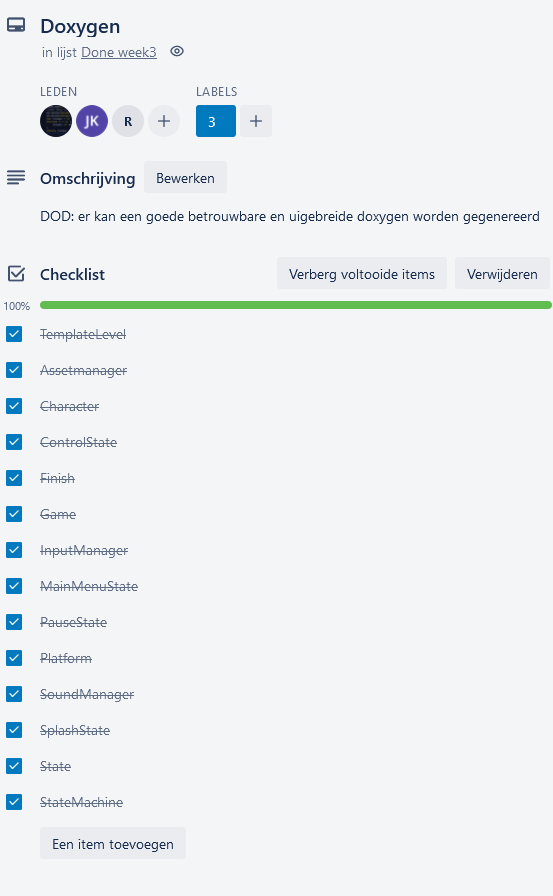 Doxygen
in lijst Done week3
LEDEN LABELS
JK R 3
Omschrijving Bewerken
DOD: er kan een goede betrouwbare en uigebreide doxygen worden gegenereerd
Checklist Verberg voltooide items Verwijderen
100%
TemplateLevel
Assetmanager
Character
ControlState
Finish
Game
InputManager
MainMenuState
PauseState
Platform
SoundManager
SplashState
State
StateMachine
Een item toevoegen